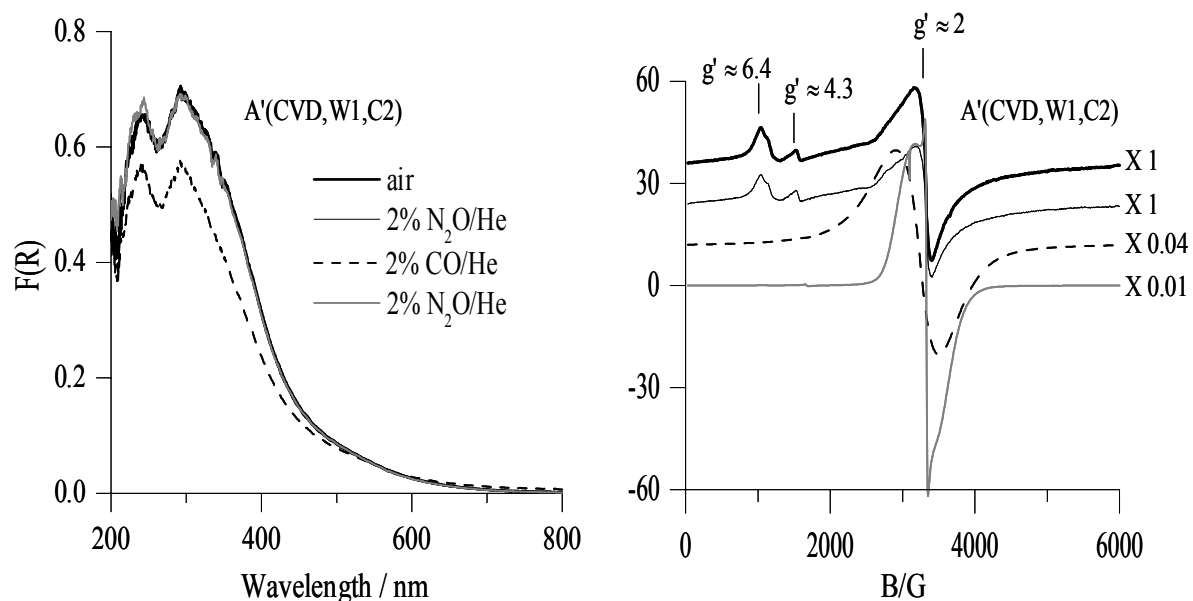 0.8
0.6
0.4
0.2
0.0
F(R)
A'(CVD,W1,C2)
air
2% N2O/He
2% CO/He
2% N2O/He
200
400
600
800
Wavelength / nm
g' ≈ 2
g' ≈ 6.4
g' ≈ 4.3
60
30
0
-30
-60
A'(CVD,W1,C2)
X 1
X 1
X 0.04
X 0.01
0
2000
4000
6000
B/G